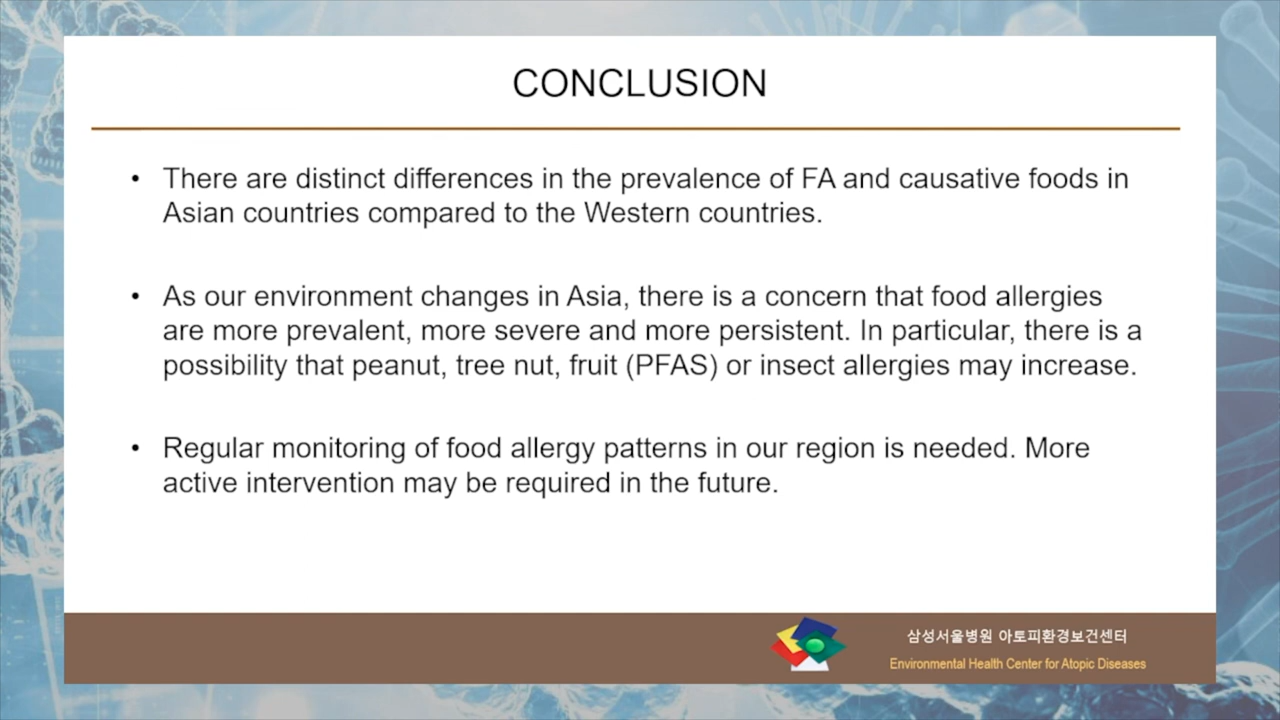 CONCLUSION
• There are distinct differences in the prevalence of FA and causative foods in
Asian countries compared to the Western countries.
• As our environment changes in Asia, there is a concern that food allergies
are more prevalent, more severe and more persistent. In particular, there is a
possibility that peanut, tree nut, fruit (PFAS) or insect allergies may increase.
• Regular monitoring of food allergy patterns in our region is needed. More
active intervention may be required in the future.
삼성서울병원 아토피환경보건센터
Environmental Health Center for Atopic Diseases